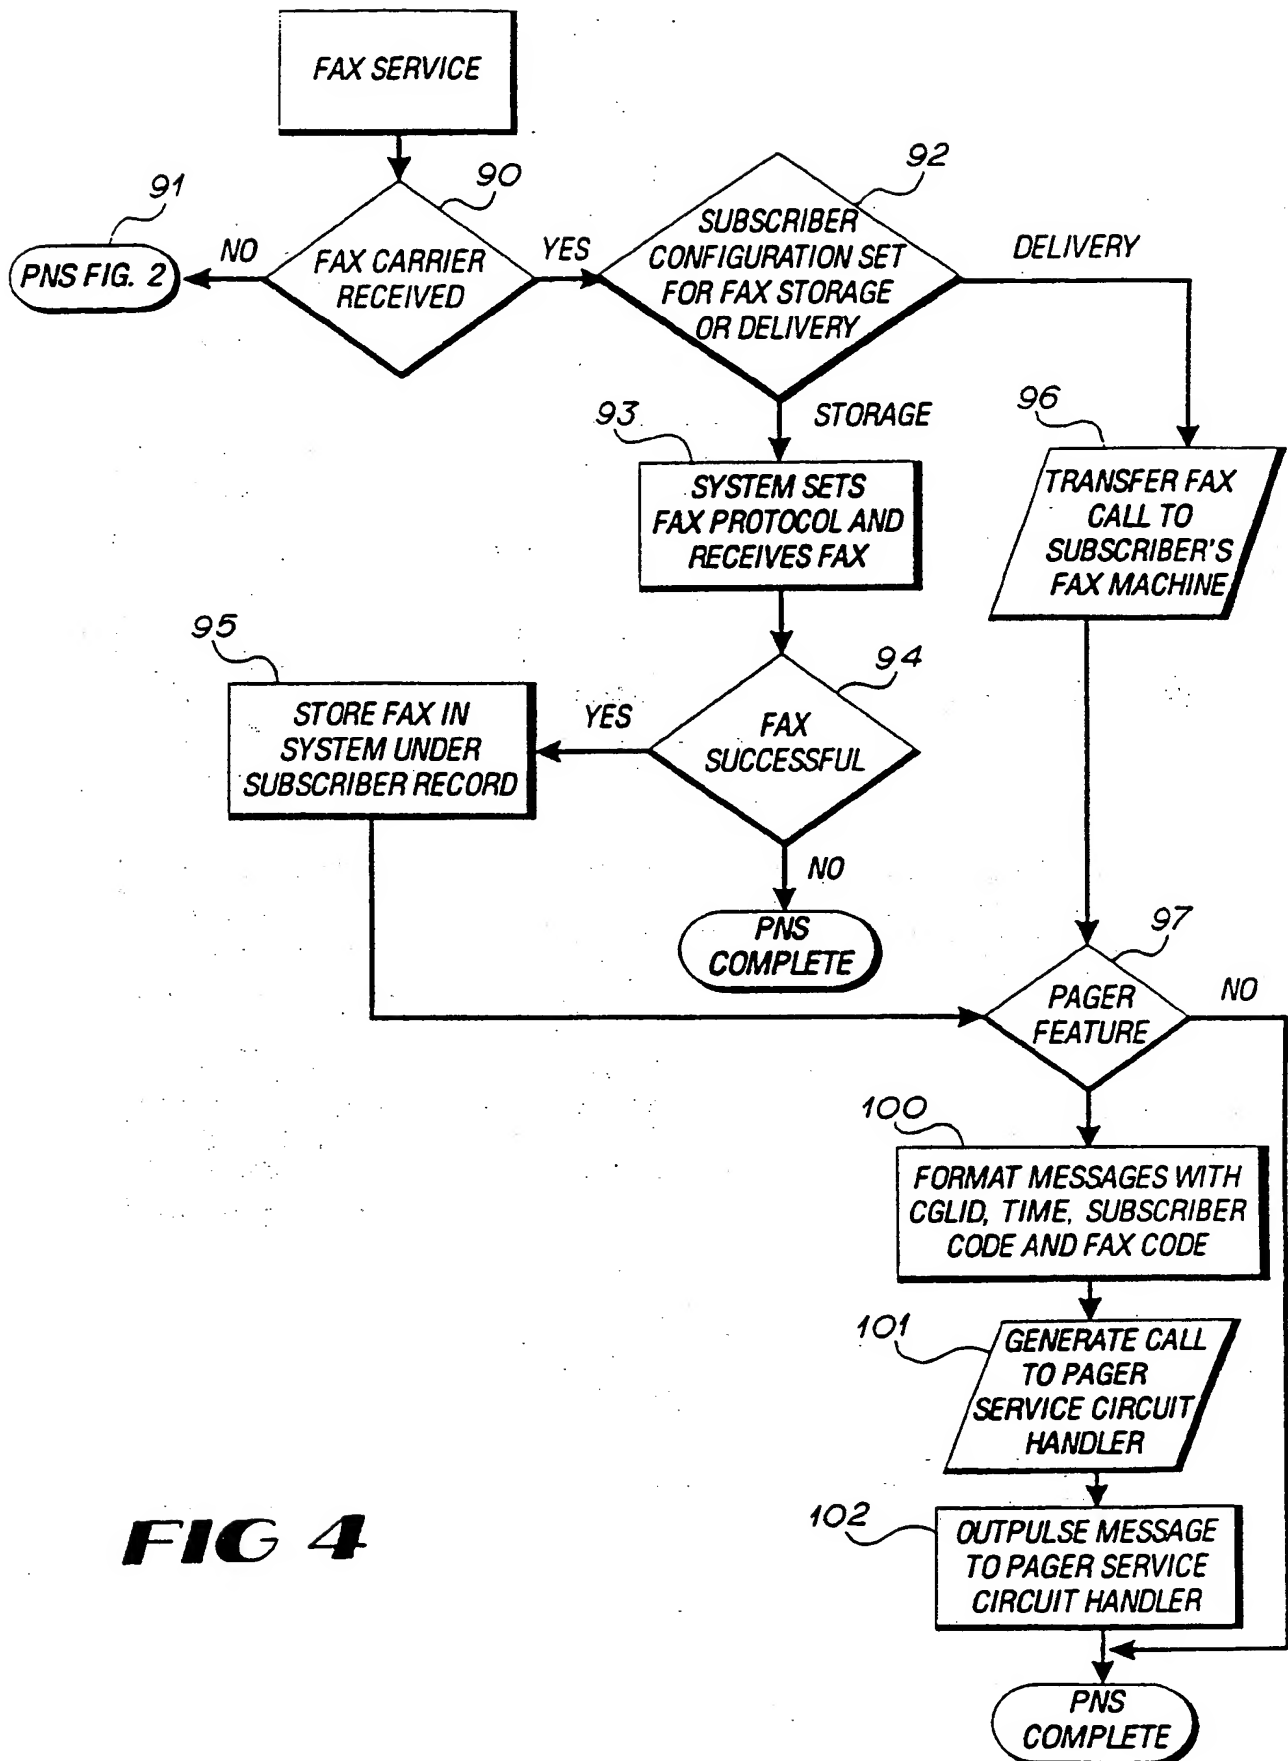 FAX SERVICE
90
92
91
PNS FIG. 2
NO
FAX CARRIER
RECEIVED
YES
SUBSCRIBER
CONFIGURATION SET
FOR FAX STORAGE
OR DELIVERY
DELIVERY
STORAGE
93
SYSTEM SETS
FAX PROTOCOL AND
RECEIVES FAX
96
TRANSFER FAX
CALL TO
SUBSCRIBER'S
FAX MACHINE
95
STORE FAX IN
SYSTEM UNDER
SUBSCRIBER RECORD
YES
94
FAX
SUCCESSFUL
NO
PNS
COMPLETE
97
PAGER
FEATURE
NO
100
FORMAT MESSAGES WITH
CGLID, TIME, SUBSCRIBER
CODE AND FAX CODE
101
GENERATE CALL
TO PAGER
SERVICE CIRCUIT
HANDLER
102
OUTPULSE MESSAGE
TO PAGER SERVICE
CIRCUIT HANDLER
PNS
COMPLETE
FIG 4